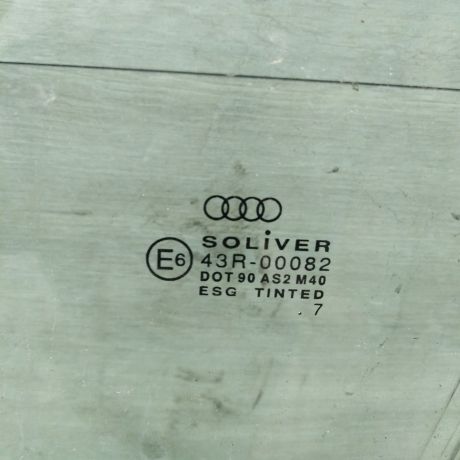 SOLiVER
E6 43R-00082
DOT 90 AS2 M40
ESG TINTED
. 7